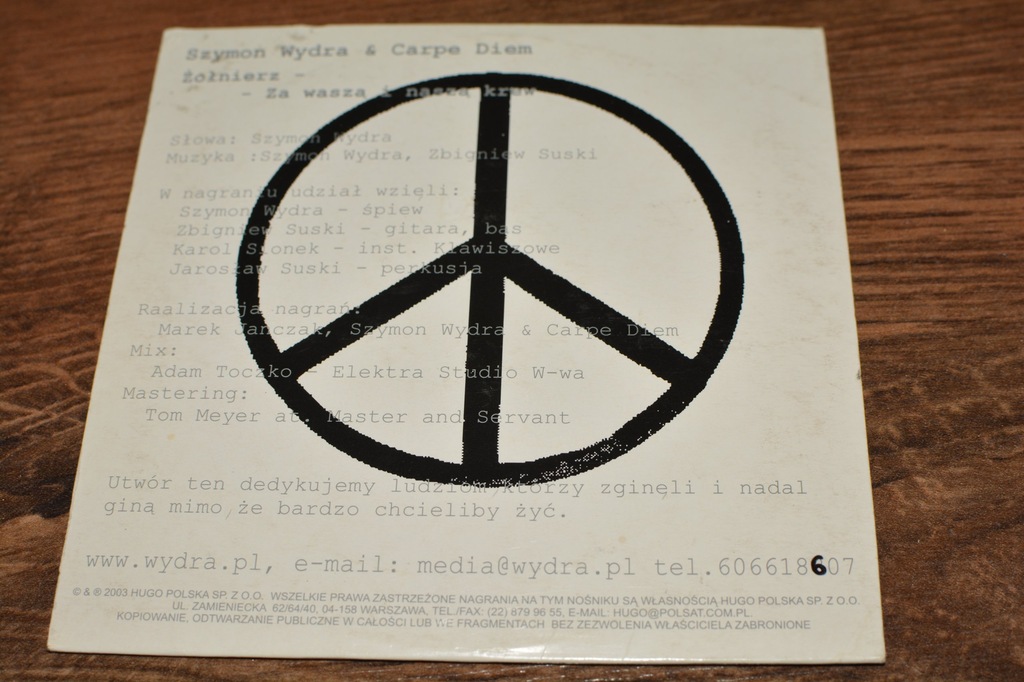 Szymon Wydra & Carpe Diem
Żołnierz -
- Za waszą i naszą krew
Słowa: Szymon Wydra
Muzyka :Szymon Wydra, Zbigniew Suski
W nagraniu udział wzięli:
Szymon Wydra - śpiew
Zbigniew Suski - gitara, bas
Karol Słonek - inst. Klawiszowe
Jarosław Suski - perkusja
Raalizacja nagrań:
Marek Janczak, Szymon Wydra & Carpe Diem
Mix:
Adam Toczko - Elektra Studio W-wa
Mastering:
Tom Meyer at. Master and Servant
Utwór ten dedykujemy ludziom którzy zginęli i nadal
giną mimo że bardzo chcieliby żyć.
www.wydra.pl, e-mail: media@wydra.pl tel.606618607
© & ® 2003 HUGO POLSKA SP. Z O.O. WSZELKIE PRAWA ZASTRZEŻONE NAGRANIA NA TYM NOŚNIKU SĄ WŁASNOŚCIĄ HUGO POLSKA SP. Z O.O.
UL. ZAMIENIECKA 62/64/40, 04-158 WARSZAWA, TEL./FAX: (22) 879 96 55, E-MAIL: HUGO@POLSAT.COM.PL
KOPIOWANIE, ODTWARZANIE PUBLICZNE W CAŁOŚCI LUB WE FRAGMENTACH BEZ ZEZWOLENIA WŁAŚCICIELA ZABRONIONE